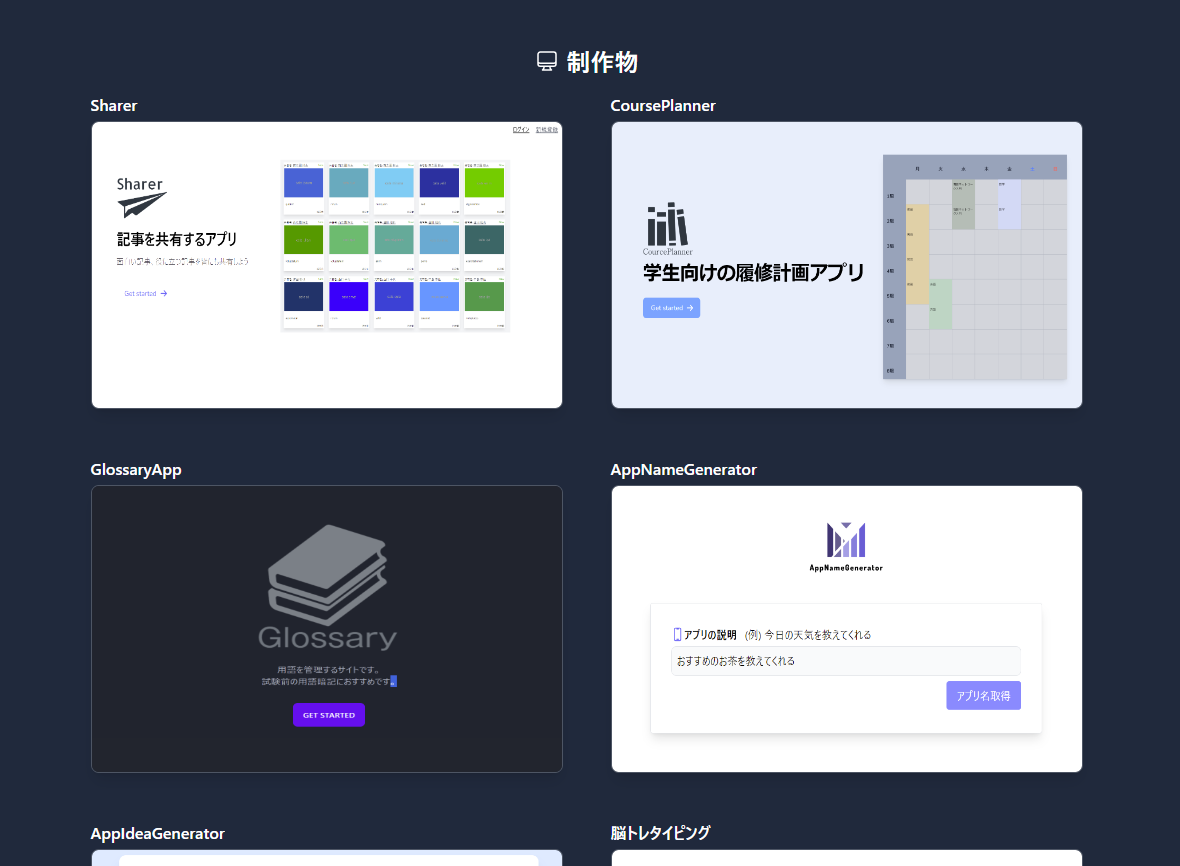 制作物
Sharer
CoursePlanner
ログイン 新規登録
Sharer
記事を共有するアプリ
Get started →
CoursePlanner
学生向けの履修計画アプリ
Get started →
月 火 水 木 金
1限
2限
3限
4限
5限
6限
7限
8限
GlossaryApp
AppNameGenerator
Glossary
用語を管理するサイトです。
試験前の用語暗記におすすめです。
GET STARTED
AppNameGenerator
アプリの説明 (例) 今日の天気を教えてくれる
おすすめのお茶を教えてくれる
アプリ名取得
AppIdeaGenerator
脳トレタイピング